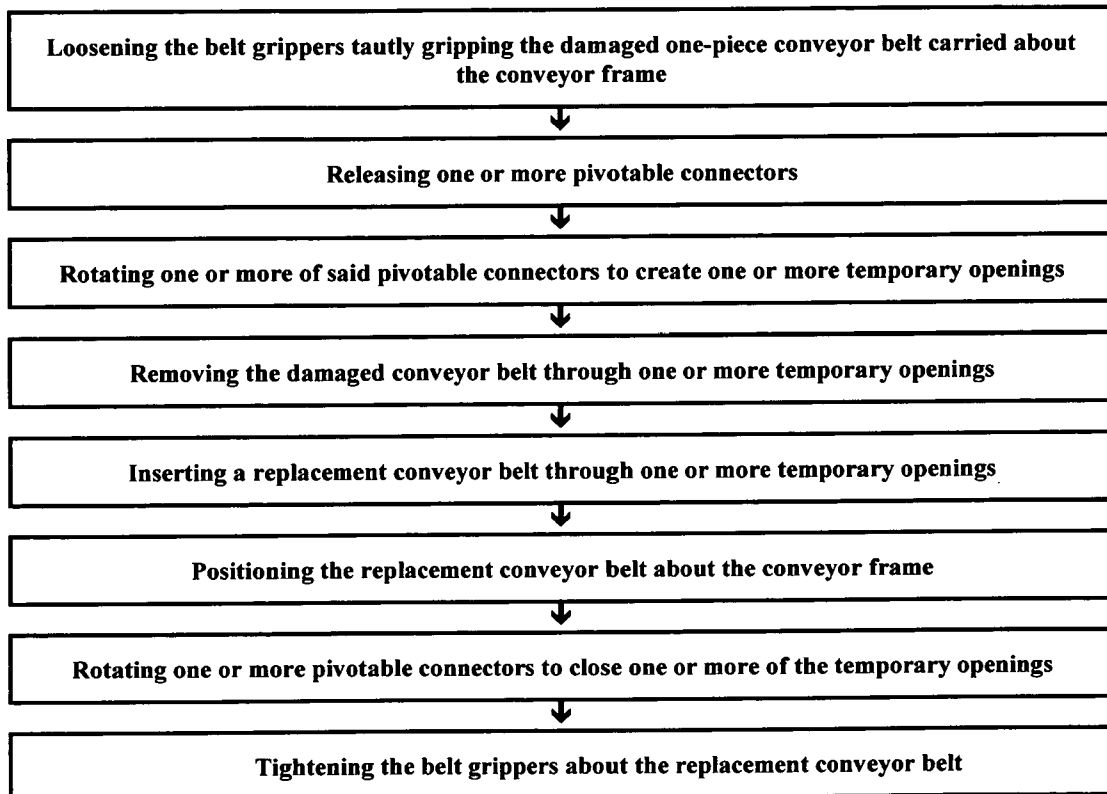 Loosening the belt grippers tautly gripping the damaged one-piece conveyor belt carried about
the conveyor frame
Releasing one or more pivotable connectors
Rotating one or more of said pivotable connectors to create one or more temporary openings
Removing the damaged conveyor belt through one or more temporary openings
Inserting a replacement conveyor belt through one or more temporary openings
Positioning the replacement conveyor belt about the conveyor frame
Rotating one or more pivotable connectors to close one or more of the temporary openings
Tightening the belt grippers about the replacement conveyor belt